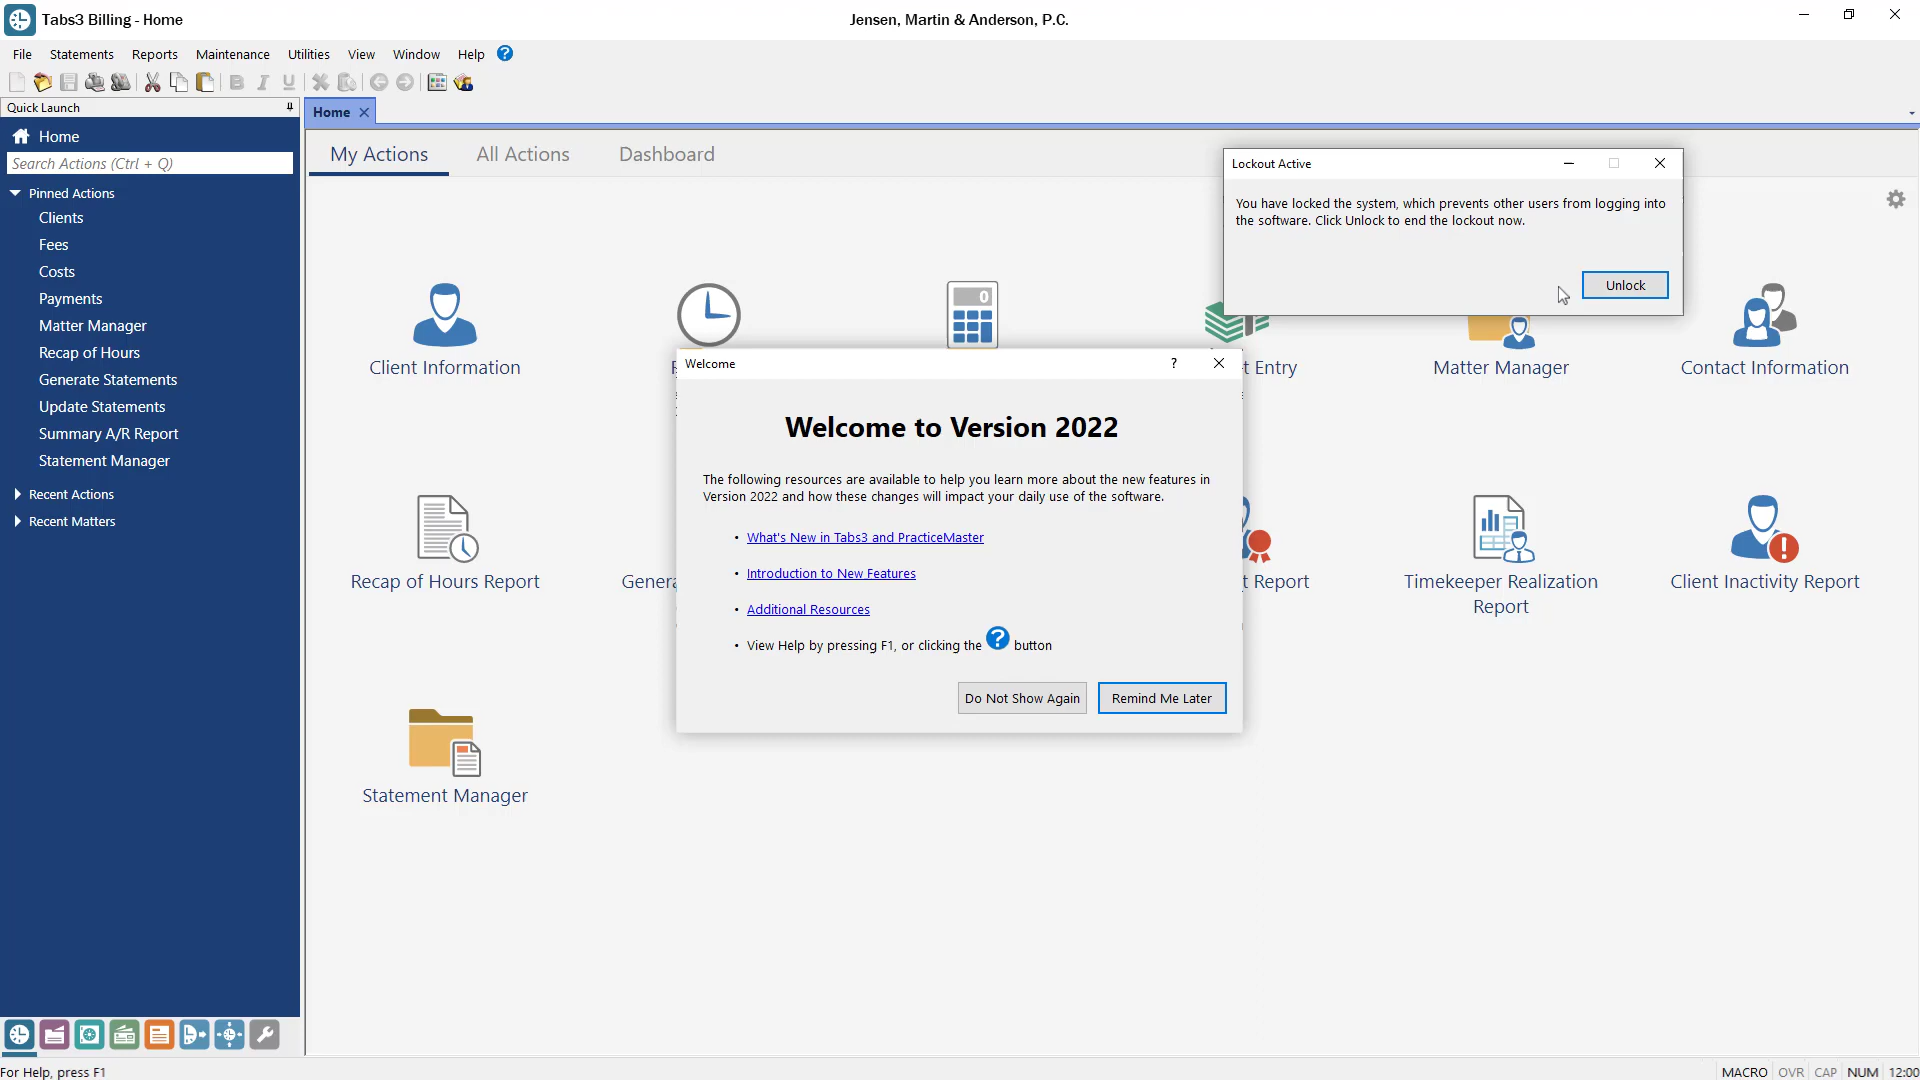 Tabs3 Billing - Home
Jensen, Martin & Anderson, P.C.
File Statements Reports Maintenance Utilities View Window Help ?
B I U
Quick Launch
Home
Search Actions (Ctrl + Q)
Pinned Actions
Clients
Fees
Costs
Payments
Matter Manager
Recap of Hours
Generate Statements
Update Statements
Summary A/R Report
Statement Manager
Recent Actions
Recent Matters
Home
My Actions All Actions Dashboard
Lockout Active
You have locked the system, which prevents other users from logging into
the software. Click Unlock to end the lockout now.
Unlock
0
Client Information
t Entry
Matter Manager
Contact Information
Welcome ?
Welcome to Version 2022
The following resources are available to help you learn more about the new features in
Version 2022 and how these changes will impact your daily use of the software.
• What's New in Tabs3 and PracticeMaster
• Introduction to New Features
• Additional Resources
• View Help by pressing F1, or clicking the ? button
Do Not Show Again Remind Me Later
Recap of Hours Report
Genera
t Report
Timekeeper Realization
Report
Client Inactivity Report
Statement Manager
For Help, press F1
MACRO OVR CAP NUM 12:00